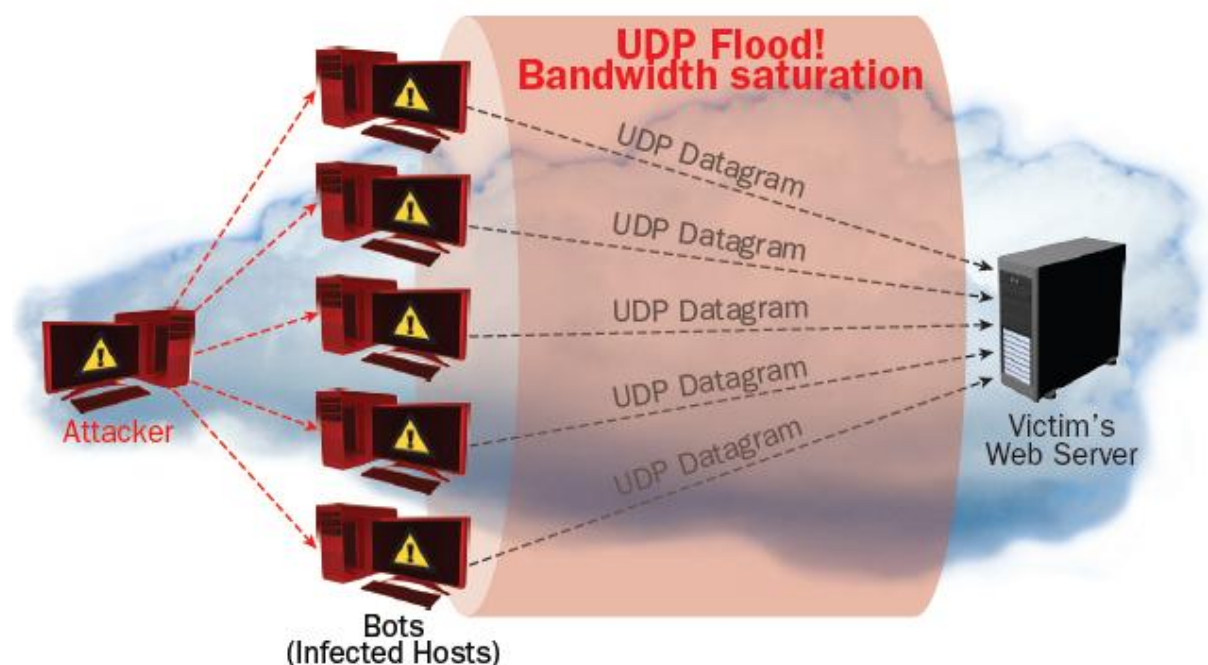 UDP Flood!
Bandwidth saturation
UDP Datagram
UDP Datagram
UDP Datagram
UDP Datagram
UDP Datagram
Attacker
Victim's
Web Server
Bots
(Infected Hosts)